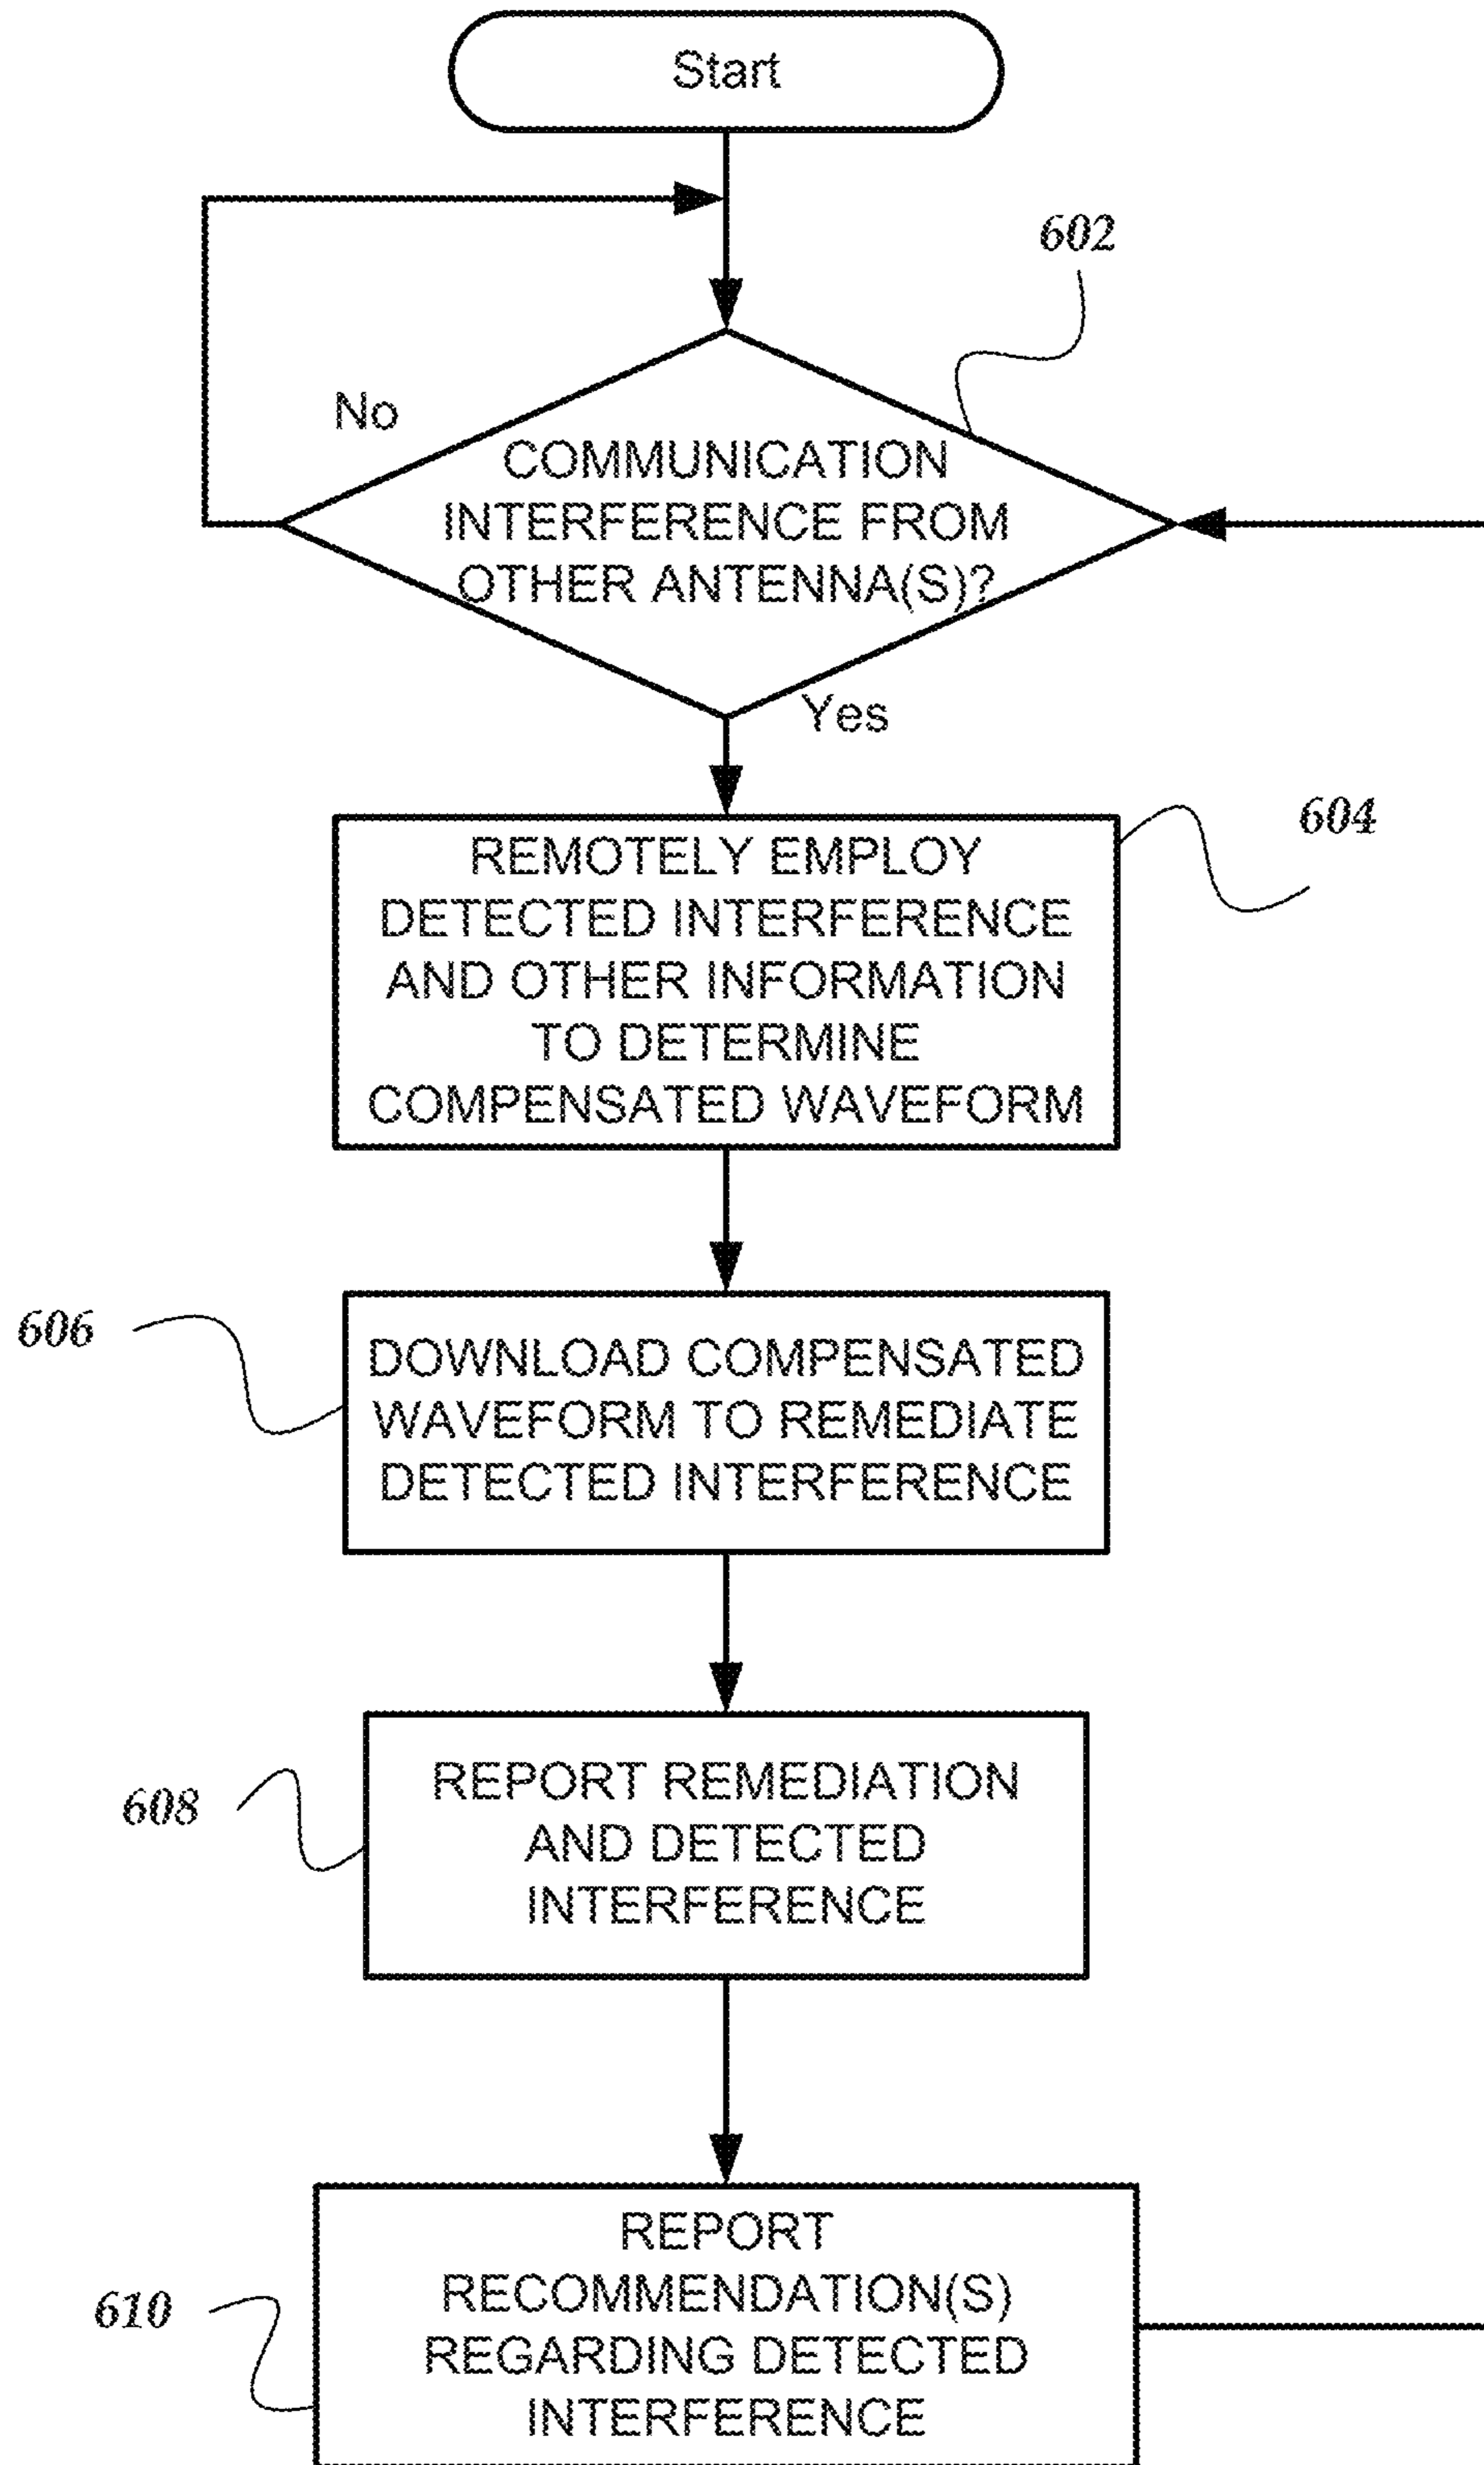 Start
602
No
COMMUNICATION
INTERFERENCE FROM
OTHER ANTENNA(S)?
Yes
604
REMOTELY EMPLOY
DETECTED INTERFERENCE
AND OTHER INFORMATION
TO DETERMINE
COMPENSATED WAVEFORM
606
DOWNLOAD COMPENSATED
WAVEFORM TO REMEDIATE
DETECTED INTERFERENCE
608
REPORT REMEDIATION
AND DETECTED
INTERFERENCE
610
REPORT
RECOMMENDATION(S)
REGARDING DETECTED
INTERFERENCE